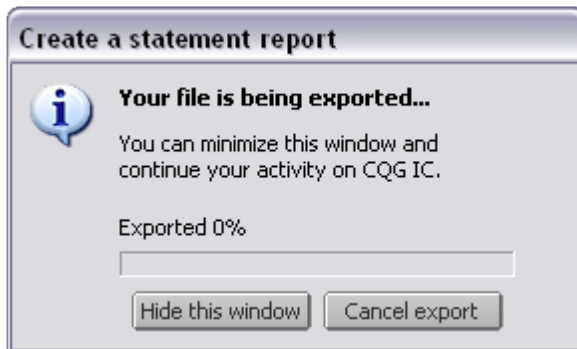 Create a statement report
Your file is being exported...
You can minimize this window and
continue your activity on CQG IC.
Exported 0%
Hide this window Cancel export